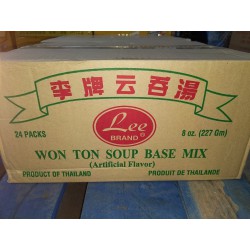 李牌云吞湯
24 PACKS
Lee
BRAND®
8 oz. (227 Gm)
WON TON SOUP BASE MIX
(Artificial Flavor)
PRODUCT OF THAILAND
PRODUIT DE THAILANDE